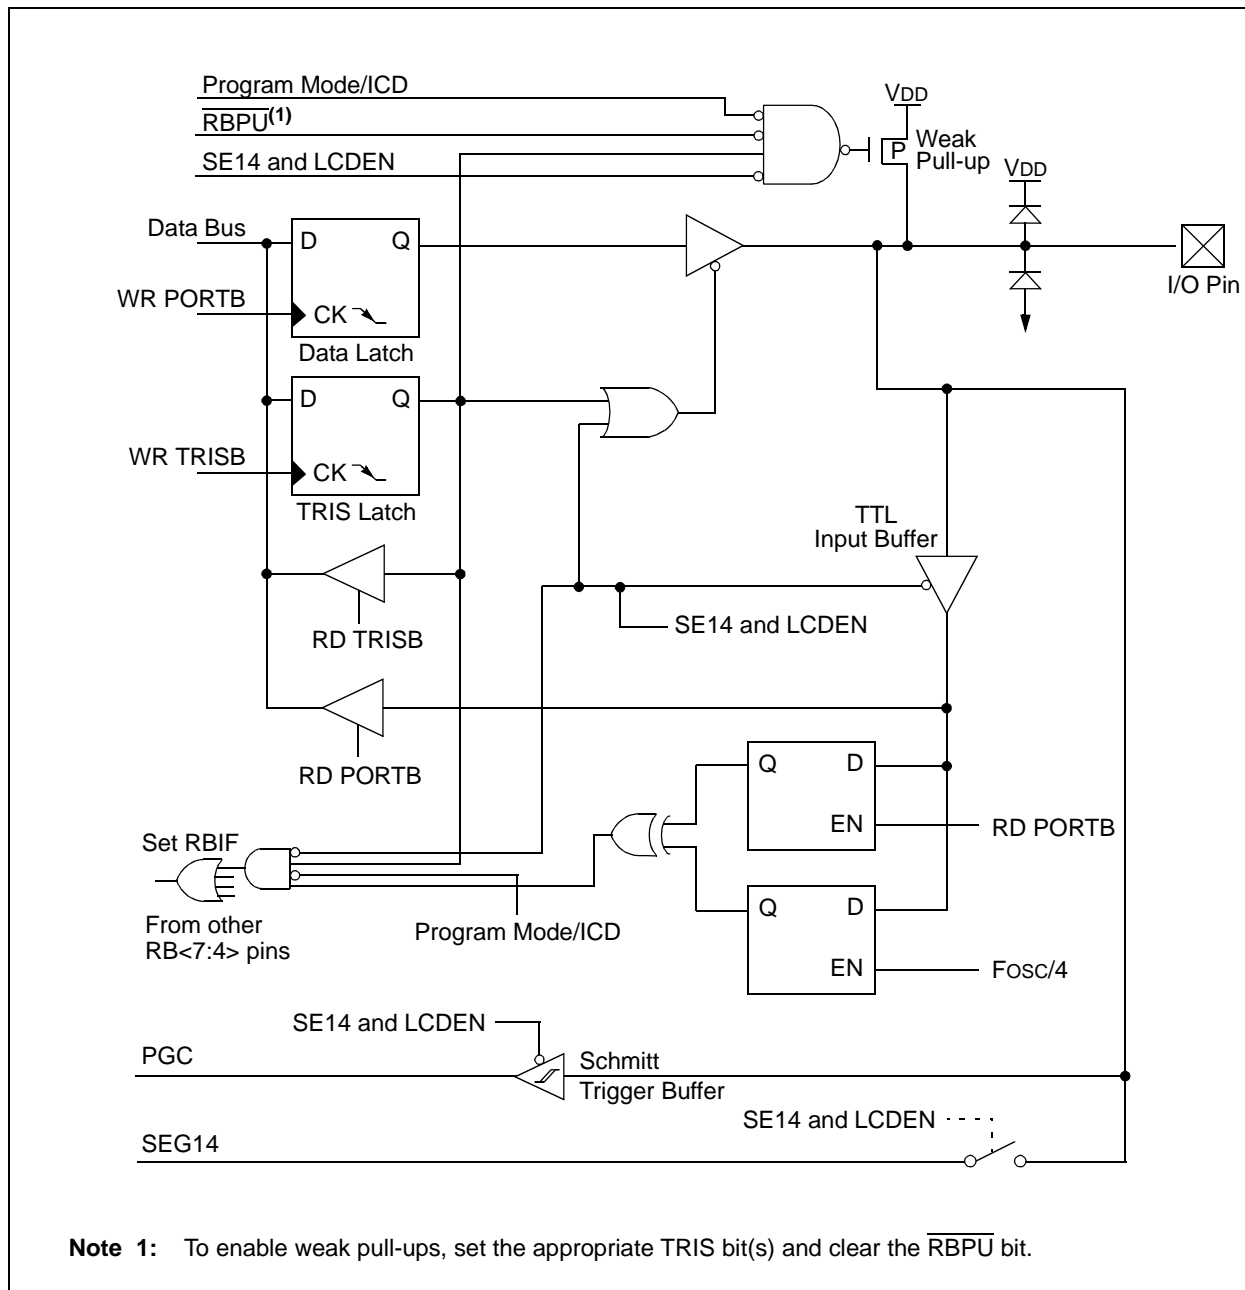 Program Mode/ICD
RBPU(1)
SE14 and LCDEN
VDD
P
Weak
Pull-up
VDD
Data Bus
D
Q
WR PORTB
CK
Data Latch
I/O Pin
D
Q
WR TRISB
CK
TRIS Latch
TTL
Input Buffer
RD TRISB
SE14 and LCDEN
RD PORTB
Q
D
EN
RD PORTB
Set RBIF
From other
RB<7:4> pins
Program Mode/ICD
Q
D
EN
FOSC/4
SE14 and LCDEN
PGC
Schmitt
Trigger Buffer
SE14 and LCDEN
SEG14
Note 1: To enable weak pull-ups, set the appropriate TRIS bit(s) and clear the RBPU bit.